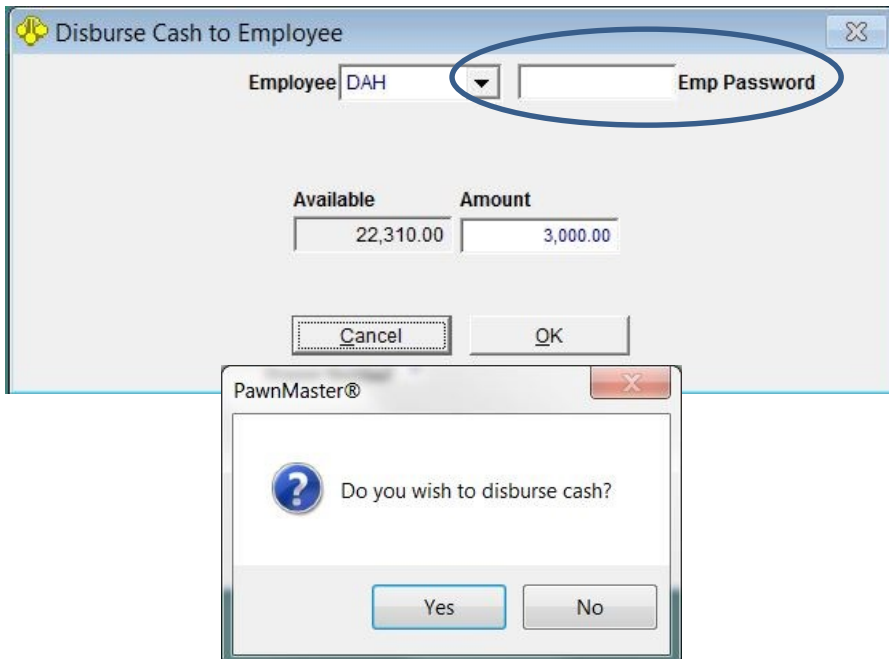 Disburse Cash to Employee
Employee DAH Emp Password
Available Amount
22,310.00 3,000.00
Cancel OK
PawnMaster®
Do you wish to disburse cash?
Yes No